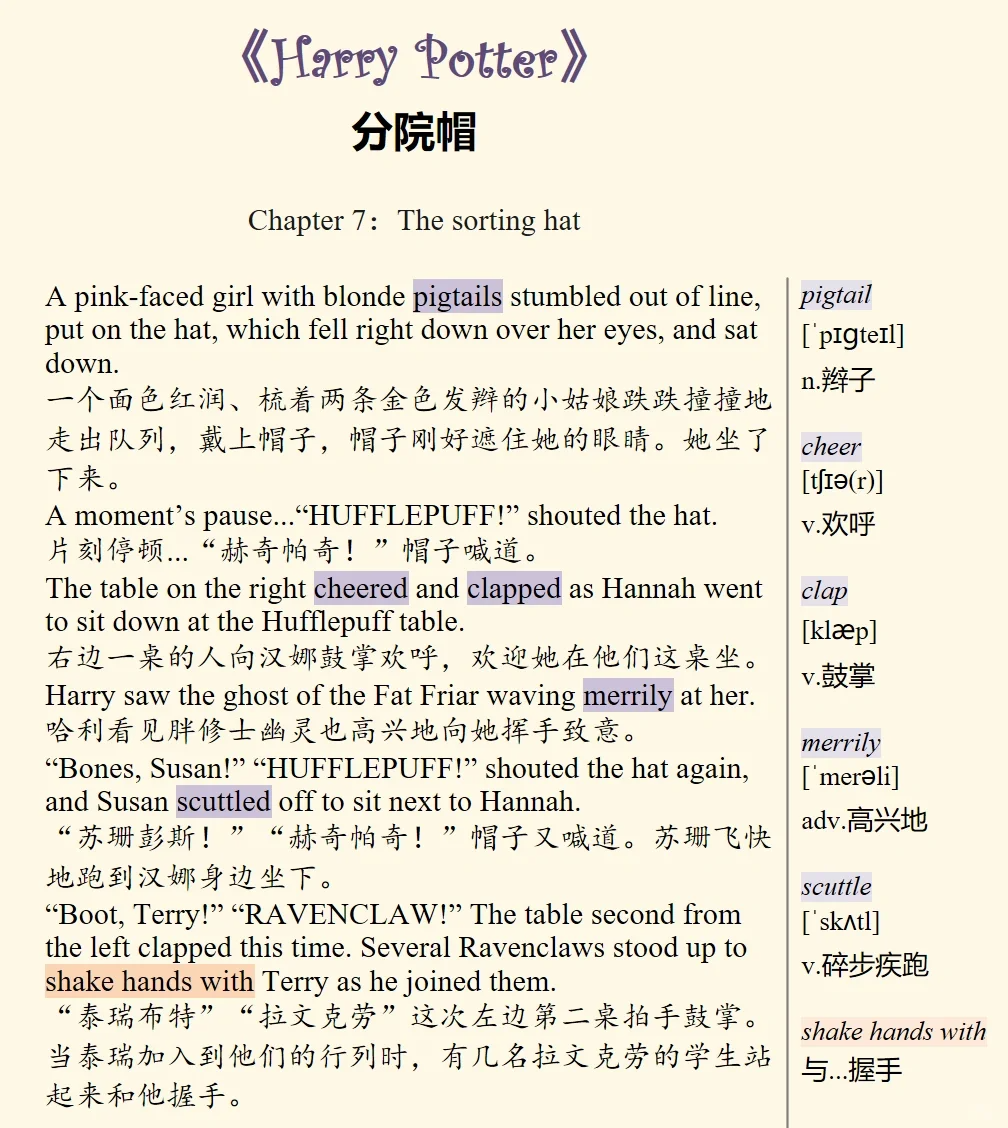 《Harry Potter》
分院帽
Chapter 7：The sorting hat
A pink-faced girl with blonde pigtails stumbled out of line,
put on the hat, which fell right down over her eyes, and sat
down.
一个面色红润、梳着两条金色发辫的小姑娘跌跌撞撞地
走出队列，戴上帽子，帽子刚好遮住她的眼睛。她坐了
下来。
A moment’s pause...“HUFFLEPUFF!” shouted the hat.
片刻停顿...“赫奇帕奇！”帽子喊道。
The table on the right cheered and clapped as Hannah went
to sit down at the Hufflepuff table.
右边一桌的人向汉娜鼓掌欢呼，欢迎她在他们这桌坐。
Harry saw the ghost of the Fat Friar waving merrily at her.
哈利看见胖修士幽灵也高兴地向她挥手致意。
“Bones, Susan!” “HUFFLEPUFF!” shouted the hat again,
and Susan scuttled off to sit next to Hannah.
“苏珊彭斯！”“赫奇帕奇！”帽子又喊道。苏珊飞快
地跑到汉娜身边坐下。
“Boot, Terry!” “RAVENCLAW!” The table second from
the left clapped this time. Several Ravenclaws stood up to
shake hands with Terry as he joined them.
“泰瑞布特”“拉文克劳”这次左边第二桌拍手鼓掌。
当泰瑞加入到他们的行列时，有几名拉文克劳的学生站
起来和他握手。
pigtail
[ˈpɪɡteɪl]
n.辫子
cheer
[tʃɪə(r)]
v.欢呼
clap
[klæp]
v.鼓掌
merrily
[ˈmerəli]
adv.高兴地
scuttle
[ˈskʌtl]
v.碎步疾跑
shake hands with
与...握手